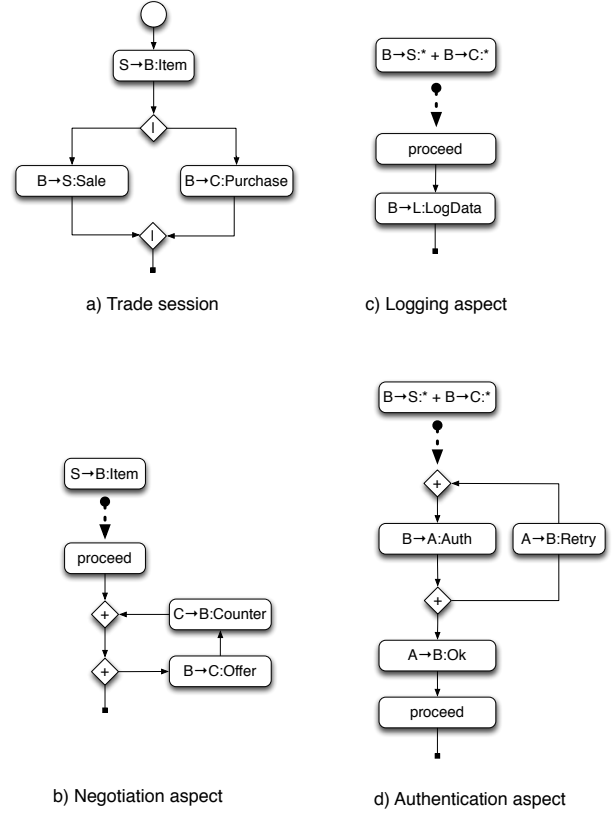 S→B:Item
|
B→S:Sale
B→C:Purchase
|
a) Trade session
B→S:* + B→C:*
proceed
B→L:LogData
c) Logging aspect
S→B:Item
proceed
+
C→B:Counter
+
B→C:Offer
b) Negotiation aspect
B→S:* + B→C:*
+
B→A:Auth
A→B:Retry
+
A→B:Ok
proceed
d) Authentication aspect